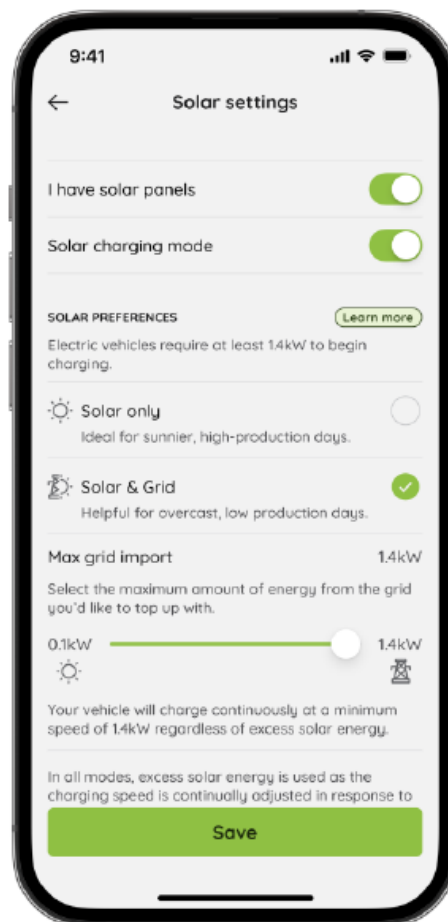 9:41
Solar settings
I have solar panels
Solar charging mode
SOLAR PREFERENCES
Learn more
Electric vehicles require at least 1.4kW to begin
charging.
Solar only
Ideal for sunnier, high-production days.
Solar & Grid
Helpful for overcast, low production days.
Max grid import
1.4kW
Select the maximum amount of energy from the grid
you'd like to top up with.
0.1kW
1.4kW
Your vehicle will charge continuously at a minimum
speed of 1.4kW regardless of excess solar energy.
In all modes, excess solar energy is used as the
charging speed is continually adjusted in response to
Save